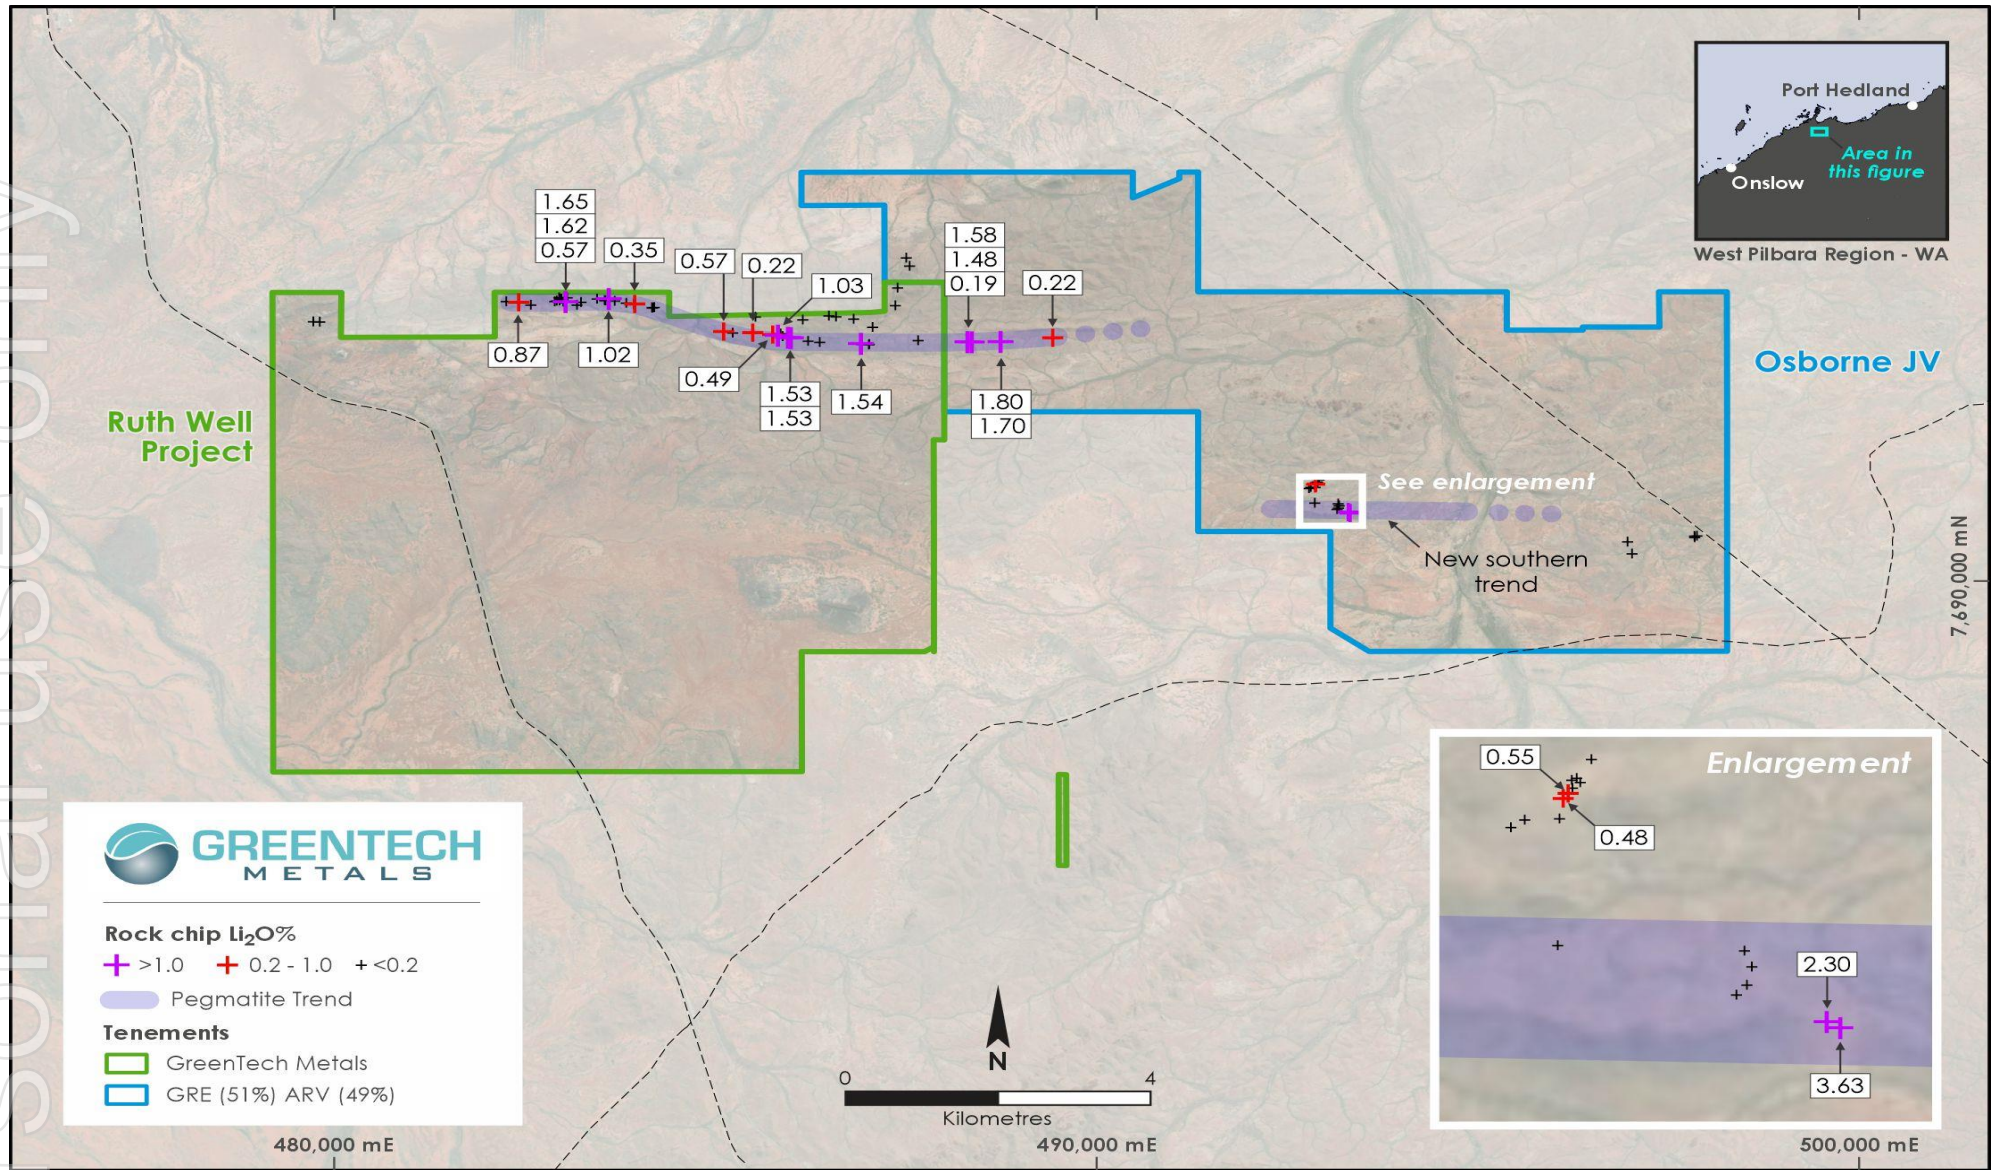 Port Hedland
Area in
this figure
Onslow
West Pilbara Region - WA
1.65
1.62
0.57
0.35
0.57
0.22
1.03
1.58
1.48
0.19
0.22
0.87
1.02
0.49
1.53
1.53
1.54
1.80
1.70
Ruth Well
Project
Osborne JV
See enlargement
New southern
trend
7,690,000 mN
Enlargement
0.55
0.48
2.30
3.63
GREENTECH
METALS
Rock chip Li₂O%
>1.0 0.2 - 1.0 <0.2
Pegmatite Trend
Tenements
GreenTech Metals
GRE (51%) ARV (49%)
N
0 4
Kilometres
480,000 mE
490,000 mE
500,000 mE